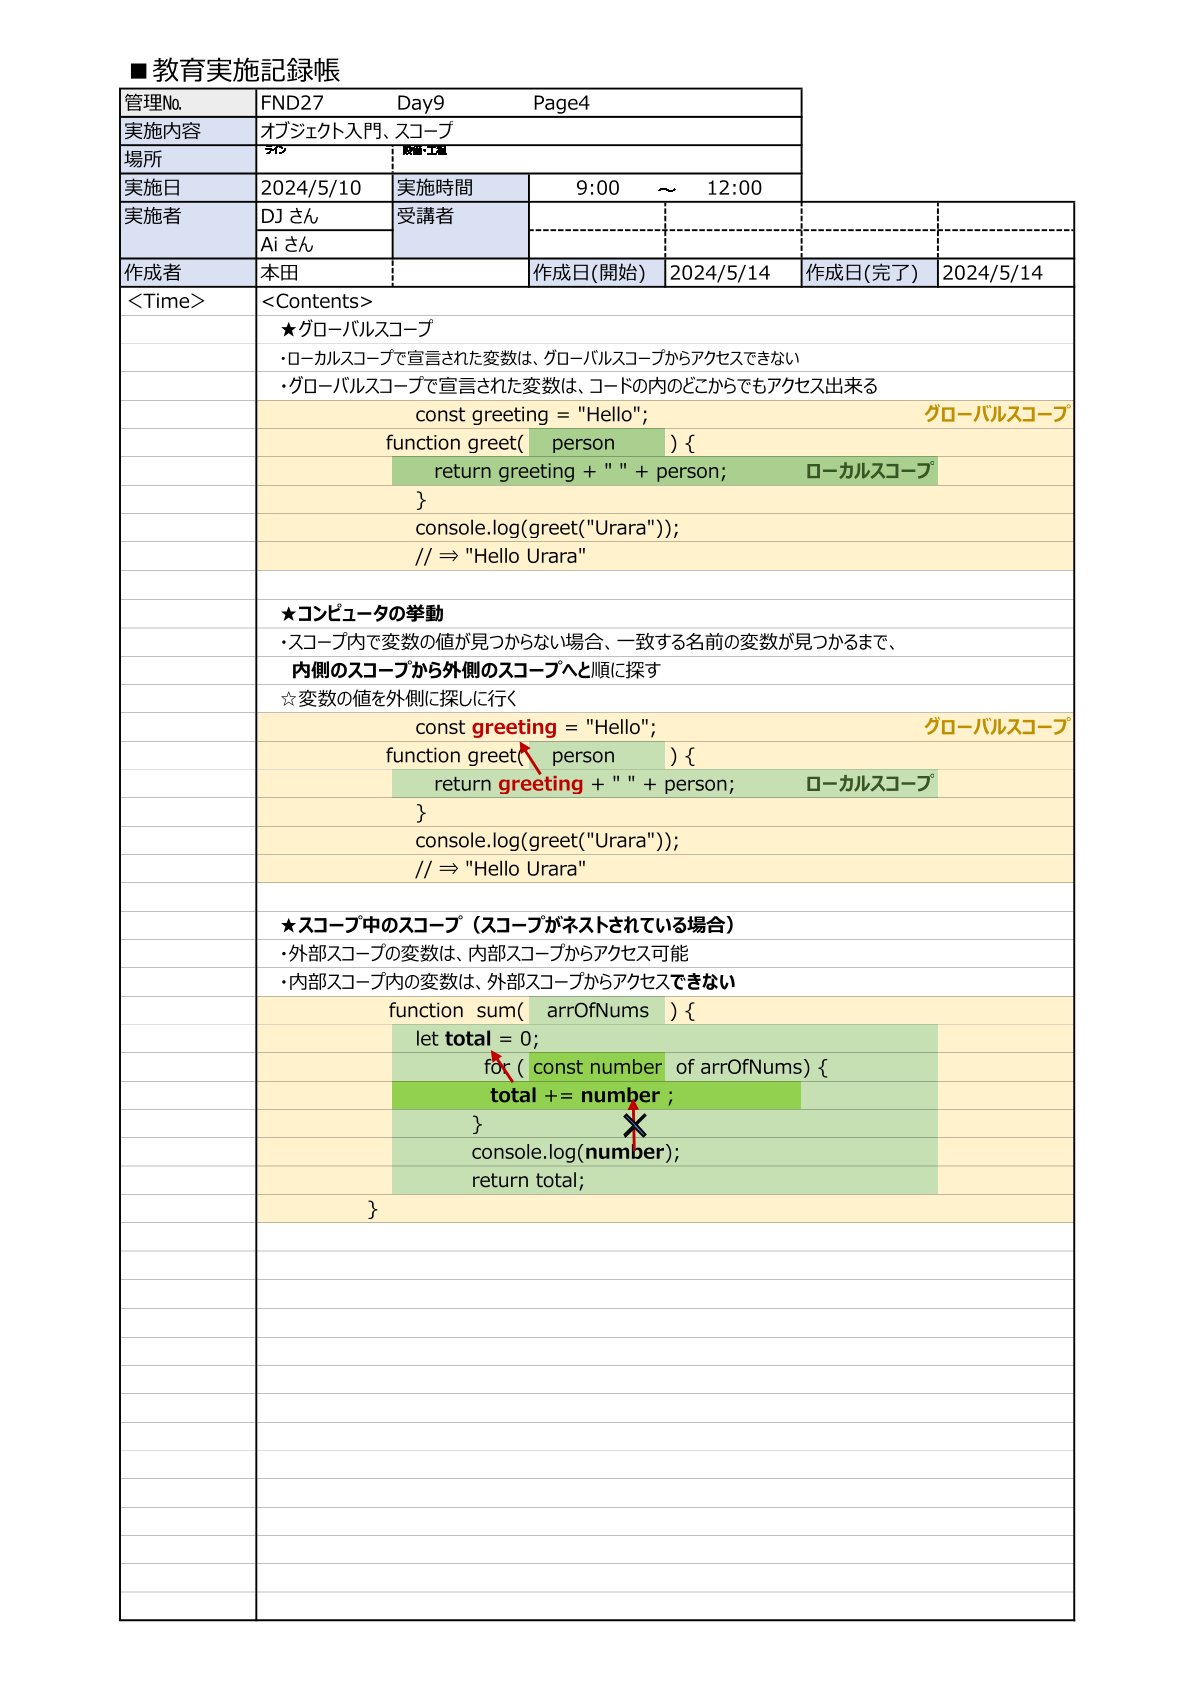 ■教育実施記録帳
管理No. FND27 Day9 Page4
実施内容 オブジェクト入門、スコープ
場所 ライン 設備・工程
実施日 2024/5/10 実施時間 9:00 ～ 12:00
実施者 DJ さん 受講者
Ai さん
作成者 本田 作成日(開始) 2024/5/14 作成日(完了) 2024/5/14
＜Time＞ <Contents>
★グローバルスコープ
・ローカルスコープで宣言された変数は、グローバルスコープからアクセスできない
・グローバルスコープで宣言された変数は、コードの内のどこからでもアクセス出来る
const greeting = "Hello"; グローバルスコープ
function greet( person ) {
return greeting + " " + person; ローカルスコープ
}
console.log(greet("Urara"));
// ⇒ "Hello Urara"
★コンピュータの挙動
・スコープ内で変数の値が見つからない場合、一致する名前の変数が見つかるまで、
内側のスコープから外側のスコープへと順に探す
☆変数の値を外側に探しに行く
const greeting = "Hello"; グローバルスコープ
function greet( person ) {
return greeting + " " + person; ローカルスコープ
}
console.log(greet("Urara"));
// ⇒ "Hello Urara"
★スコープ中のスコープ（スコープがネストされている場合）
・外部スコープの変数は、内部スコープからアクセス可能
・内部スコープ内の変数は、外部スコープからアクセスできない
function sum( arrOfNums ) {
let total = 0;
for ( const number of arrOfNums) {
total += number ;
}
console.log(number);
return total;
}